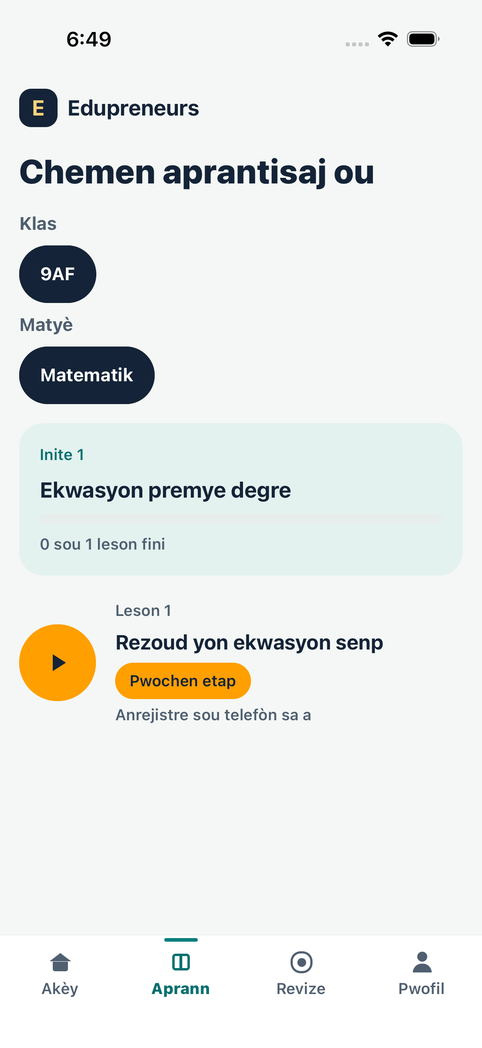 6:49
E Edupreneurs
Chemen aprantisaj ou
Klas
9AF
Matyè
Matematik
Inite 1
Ekwasyon premye degre
0 sou 1 leson fini
Leson 1
Rezoud yon ekwasyon senp
Pwochen etap
Anrejistre sou telefòn sa a
Akèy Aprann Revize Pwofil